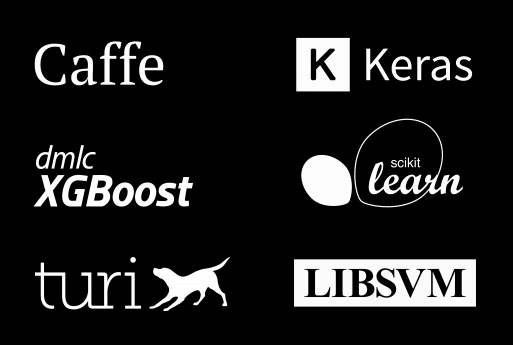 Caffe
K Keras
dmlc
XGBoost
scikit
learn
turi
LIBSVM